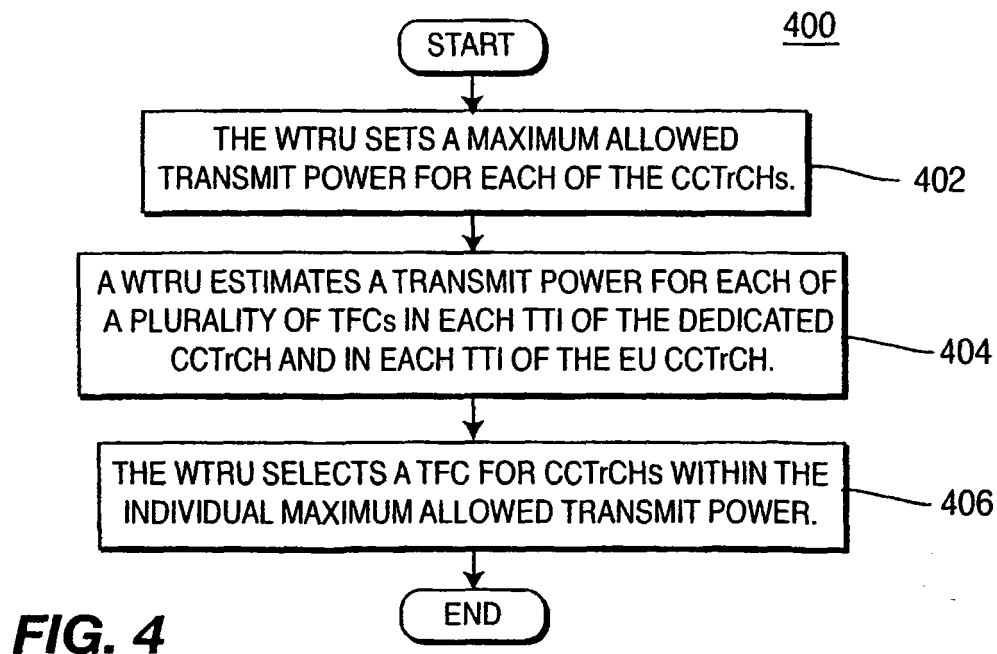 400
START
THE WTRU SETS A MAXIMUM ALLOWED
TRANSMIT POWER FOR EACH OF THE CCTrCHs.
402
A WTRU ESTIMATES A TRANSMIT POWER FOR EACH OF
A PLURALITY OF TFCs IN EACH TTI OF THE DEDICATED
CCTrCH AND IN EACH TTI OF THE EU CCTrCH.
404
THE WTRU SELECTS A TFC FOR CCTrCHs WITHIN THE
INDIVIDUAL MAXIMUM ALLOWED TRANSMIT POWER.
406
END
FIG. 4